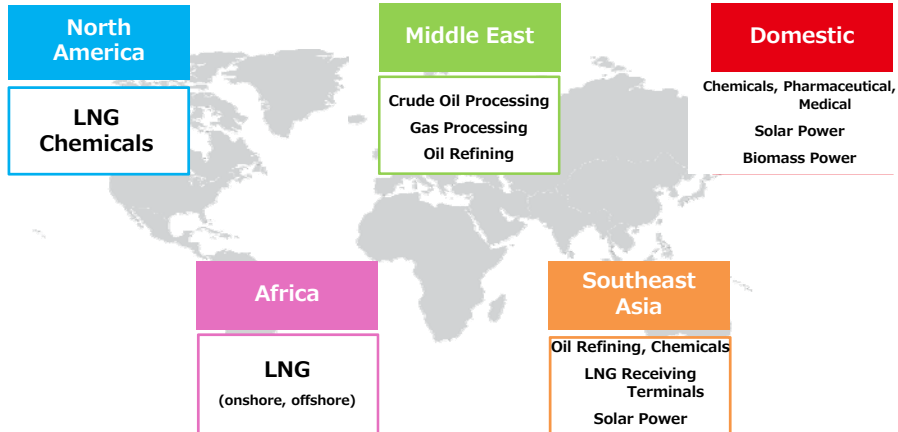 North
America
LNG
Chemicals
Middle East
Crude Oil Processing
Gas Processing
Oil Refining
Domestic
Chemicals, Pharmaceutical,
Medical
Solar Power
Biomass Power
Africa
LNG
(onshore, offshore)
Southeast
Asia
Oil Refining, Chemicals
LNG Receiving
Terminals
Solar Power